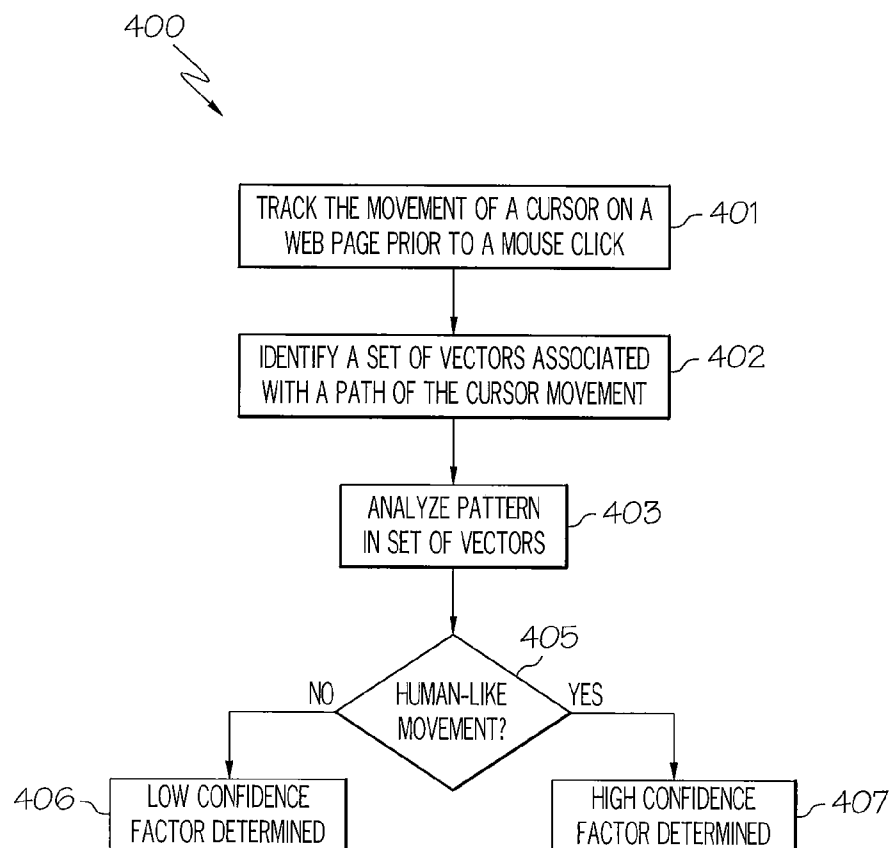 400
TRACK THE MOVEMENT OF A CURSOR ON A
WEB PAGE PRIOR TO A MOUSE CLICK
401
IDENTIFY A SET OF VECTORS ASSOCIATED
WITH A PATH OF THE CURSOR MOVEMENT
402
ANALYZE PATTERN
IN SET OF VECTORS
403
405
NO
HUMAN-LIKE
MOVEMENT?
YES
406
LOW CONFIDENCE
FACTOR DETERMINED
HIGH CONFIDENCE
FACTOR DETERMINED
407